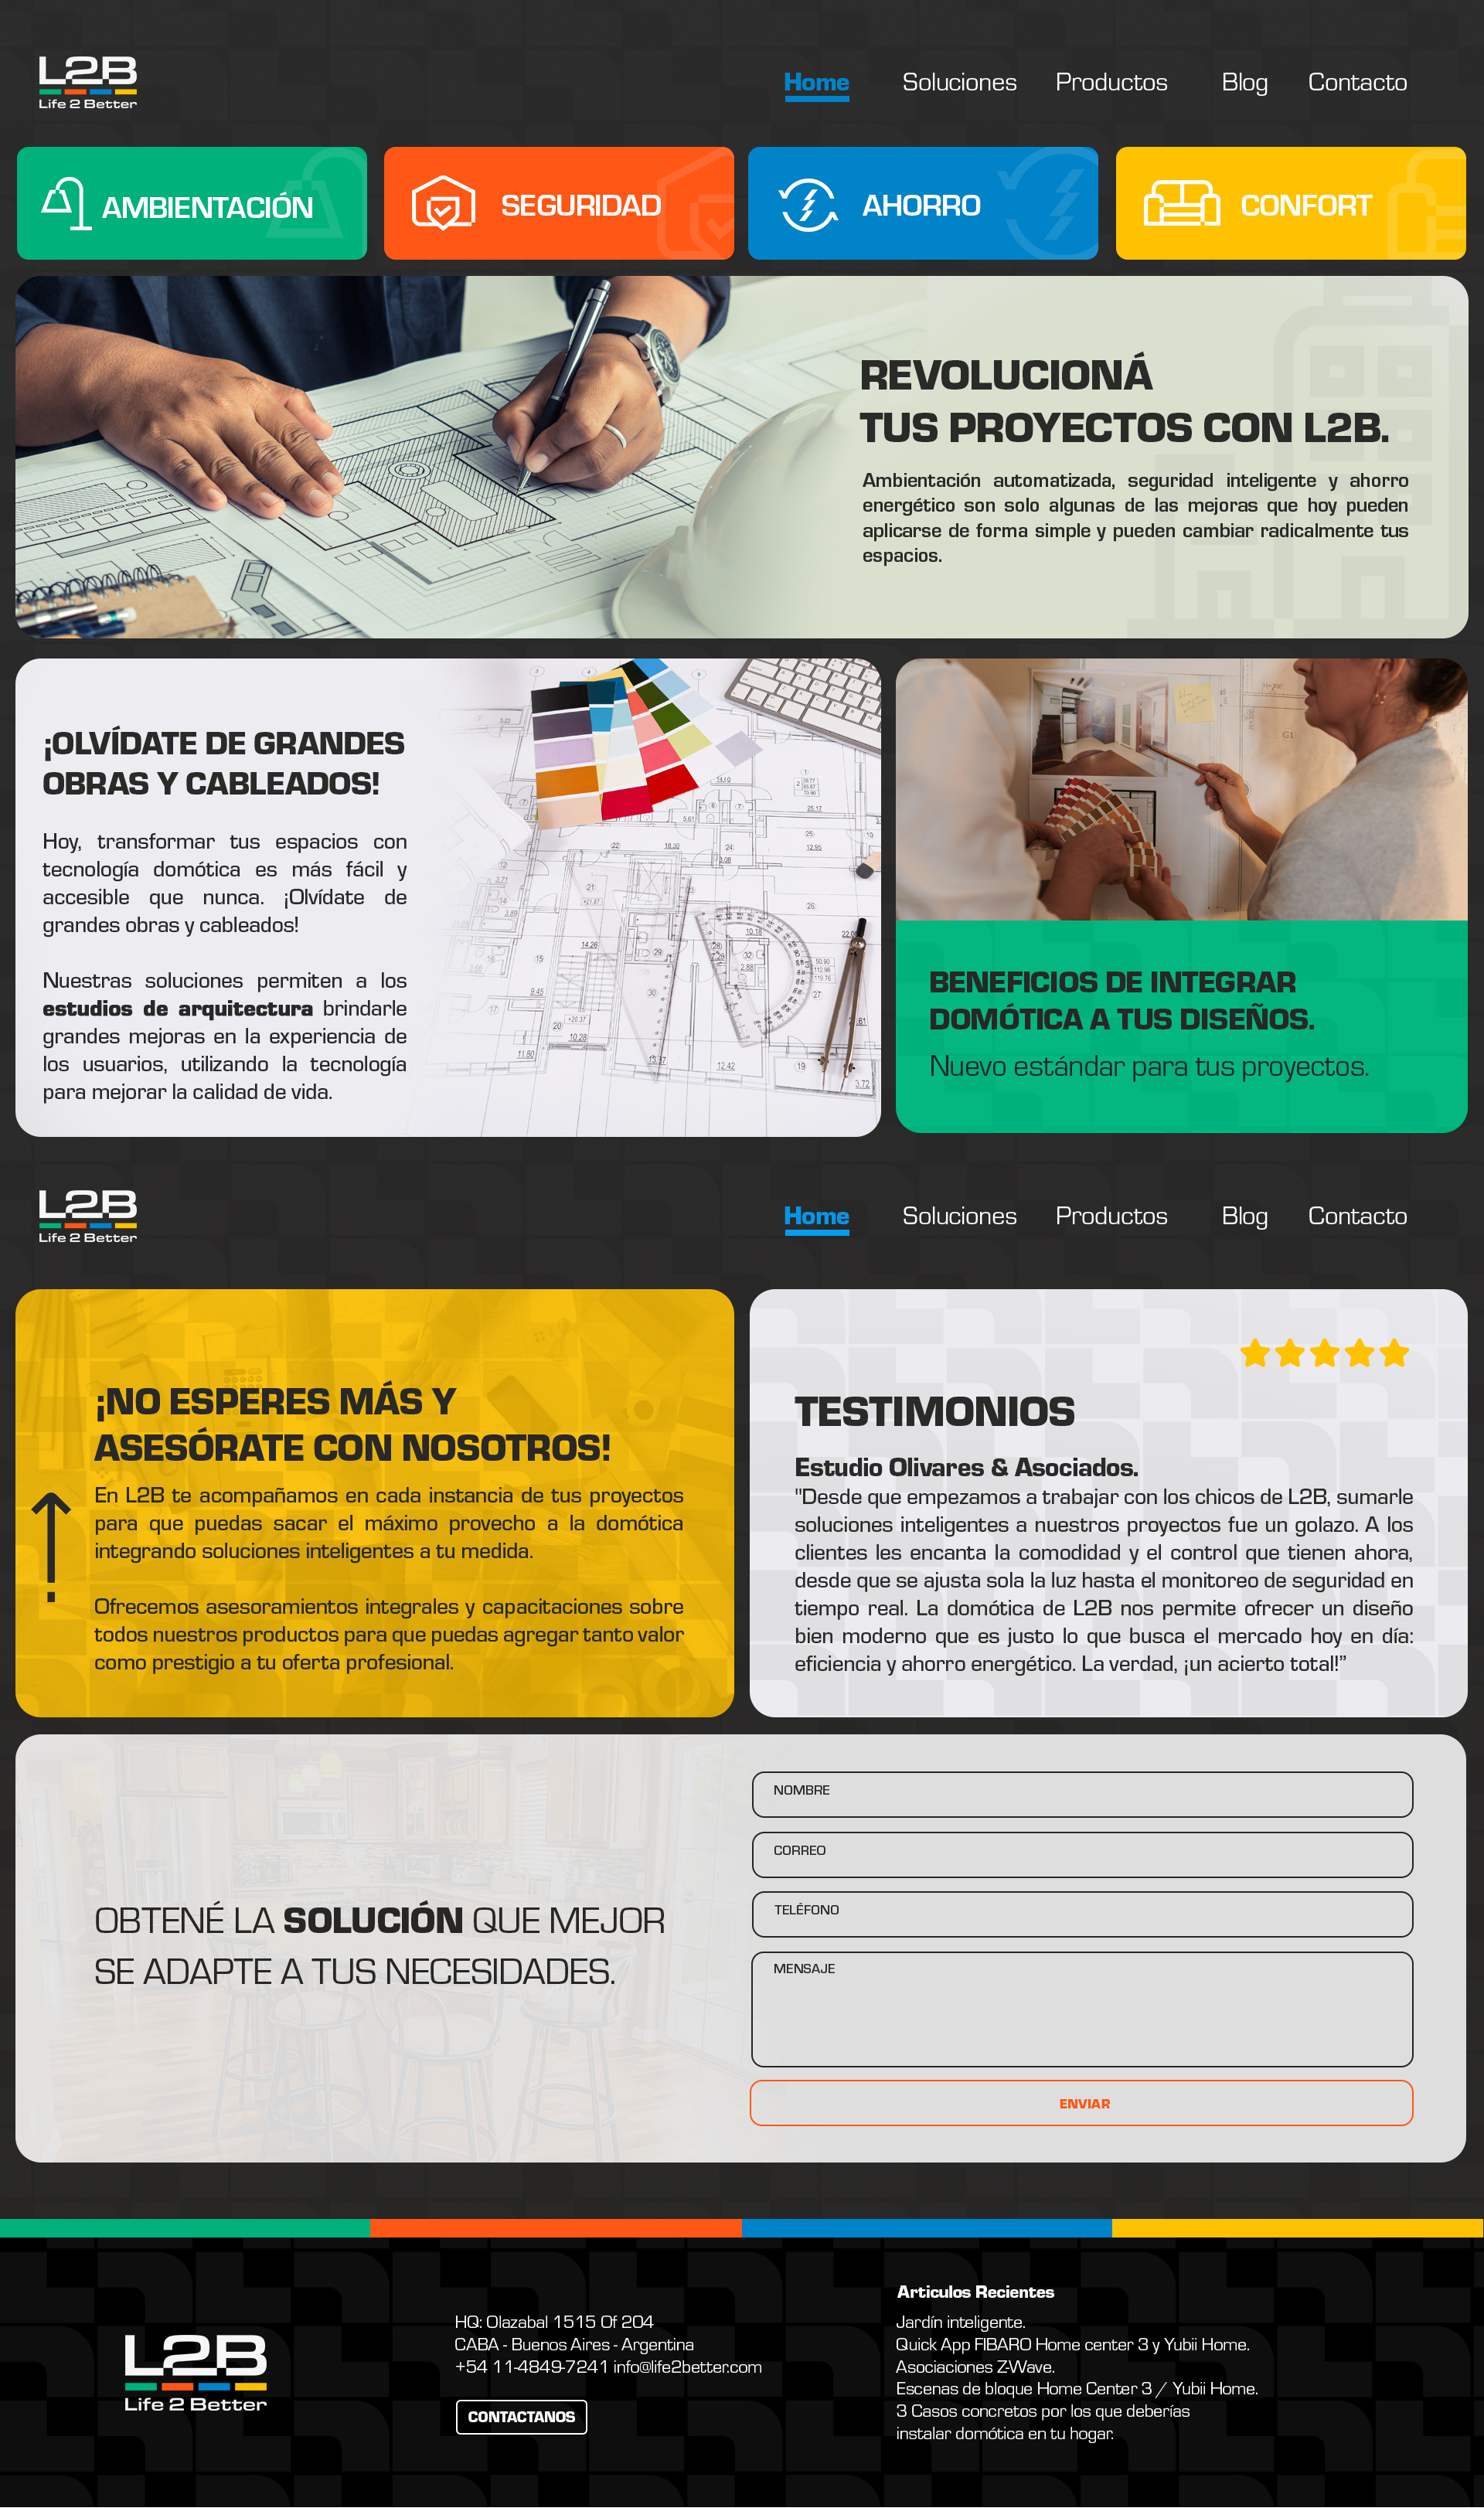 L2B
Life 2 Better
Home Soluciones Productos Blog Contacto
AMBIENTACIÓN SEGURIDAD AHORRO CONFORT
REVOLUCIONÁ
TUS PROYECTOS CON L2B.
Ambientación automatizada, seguridad inteligente y ahorro
energético son solo algunas de las mejoras que hoy pueden
aplicarse de forma simple y pueden cambiar radicalmente tus
espacios.
¡OLVÍDATE DE GRANDES
OBRAS Y CABLEADOS!
Hoy, transformar tus espacios con
tecnología domótica es más fácil y
accesible que nunca. ¡Olvídate de
grandes obras y cableados!
Nuestras soluciones permiten a los
estudios de arquitectura brindarle
grandes mejoras en la experiencia de
los usuarios, utilizando la tecnología
para mejorar la calidad de vida.
BENEFICIOS DE INTEGRAR
DOMÓTICA A TUS DISEÑOS.
Nuevo estándar para tus proyectos.
L2B
Life 2 Better
Home Soluciones Productos Blog Contacto
¡NO ESPERES MÁS Y
ASESÓRATE CON NOSOTROS!
En L2B te acompañamos en cada instancia de tus proyectos
para que puedas sacar el máximo provecho a la domótica
integrando soluciones inteligentes a tu medida.
Ofrecemos asesoramientos integrales y capacitaciones sobre
todos nuestros productos para que puedas agregar tanto valor
como prestigio a tu oferta profesional.
TESTIMONIOS
Estudio Olivares & Asociados.
"Desde que empezamos a trabajar con los chicos de L2B, sumarle
soluciones inteligentes a nuestros proyectos fue un golazo. A los
clientes les encanta la comodidad y el control que tienen ahora,
desde que se ajusta sola la luz hasta el monitoreo de seguridad en
tiempo real. La domótica de L2B nos permite ofrecer un diseño
bien moderno que es justo lo que busca el mercado hoy en día:
eficiencia y ahorro energético. La verdad, ¡un acierto total!”
OBTENÉ LA SOLUCIÓN QUE MEJOR
SE ADAPTE A TUS NECESIDADES.
NOMBRE
CORREO
TELÉFONO
MENSAJE
ENVIAR
L2B
Life 2 Better
HQ: Olazabal 1515 Of 204
CABA - Buenos Aires - Argentina
+54 11-4849-7241 info@life2better.com
CONTACTANOS
Articulos Recientes
Jardín inteligente.
Quick App FIBARO Home center 3 y Yubii Home.
Asociaciones Z-Wave.
Escenas de bloque Home Center 3 / Yubii Home.
3 Casos concretos por los que deberías
instalar domótica en tu hogar.